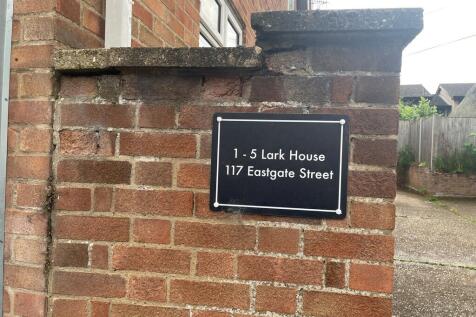 1 - 5 Lark House
117 Eastgate Street